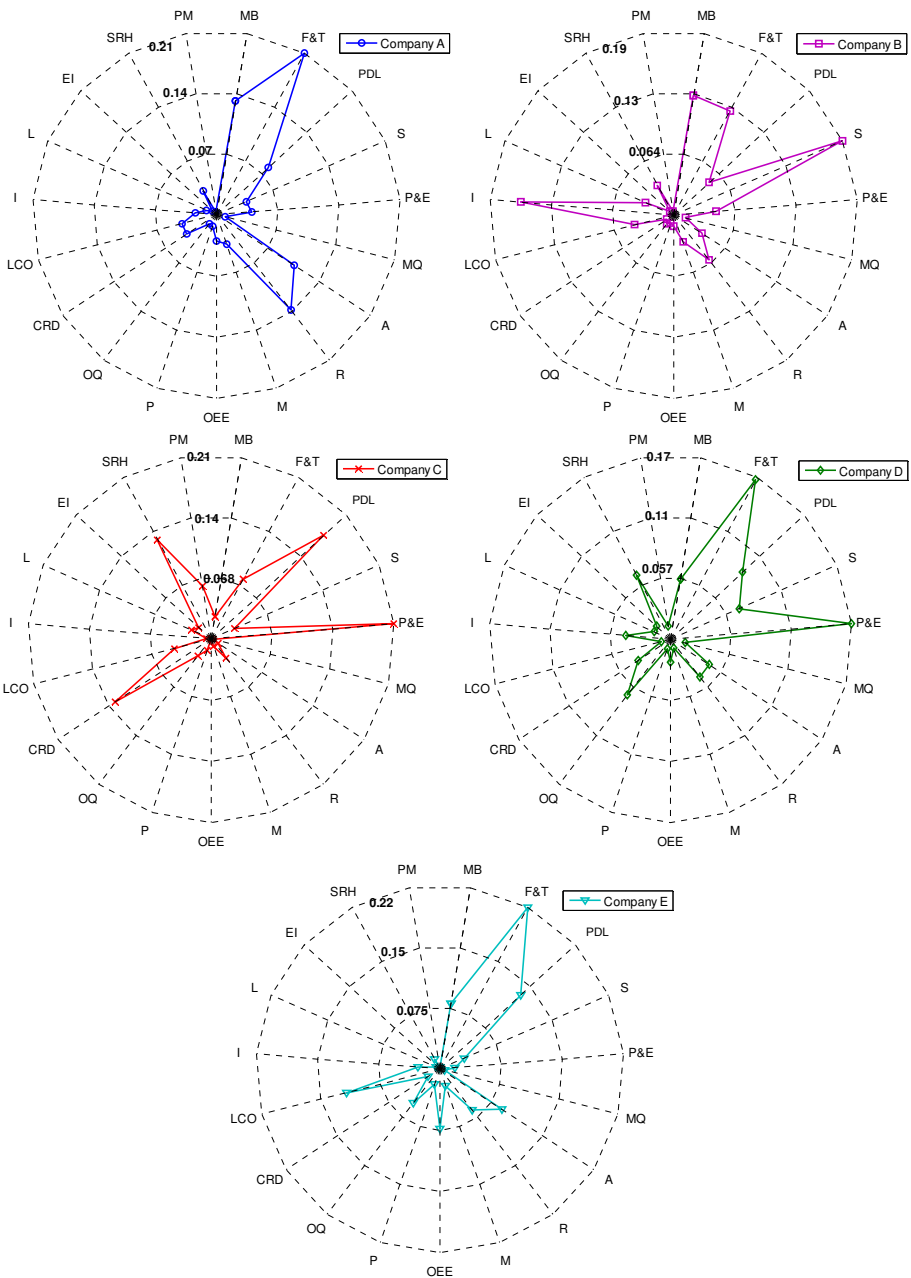 PM MB
SRH 0.21 F&T Company A
EI 0.14 PDL
L 0.07 S
I P&E
LCO MQ
CRD A
OQ R
P M
OEE
PM MB
SRH 0.19 F&T Company B
EI 0.13 PDL
L 0.064 S
I P&E
LCO MQ
CRD A
OQ R
P M
OEE
PM MB
0.21
SRH F&T Company C
EI 0.14 PDL
L 0.068 S
I P&E
LCO MQ
CRD A
OQ R
P M
OEE
PM MB
0.17
SRH F&T Company D
EI 0.11 PDL
L 0.057 S
I P&E
LCO MQ
CRD A
OQ R
P M
OEE
PM MB
SRH 0.22 F&T Company E
EI 0.15 PDL
L 0.075 S
I P&E
LCO MQ
CRD A
OQ R
P M
OEE